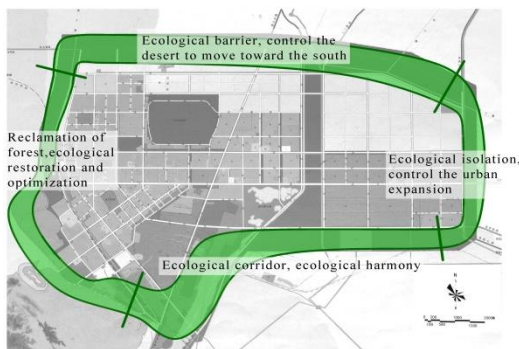 Ecological barrier, control the
desert to move toward the south
Reclamation of
forest,ecological
restoration and
optimization
Ecological isolation,
control the urban
expansion
Ecological corridor, ecological harmony
N